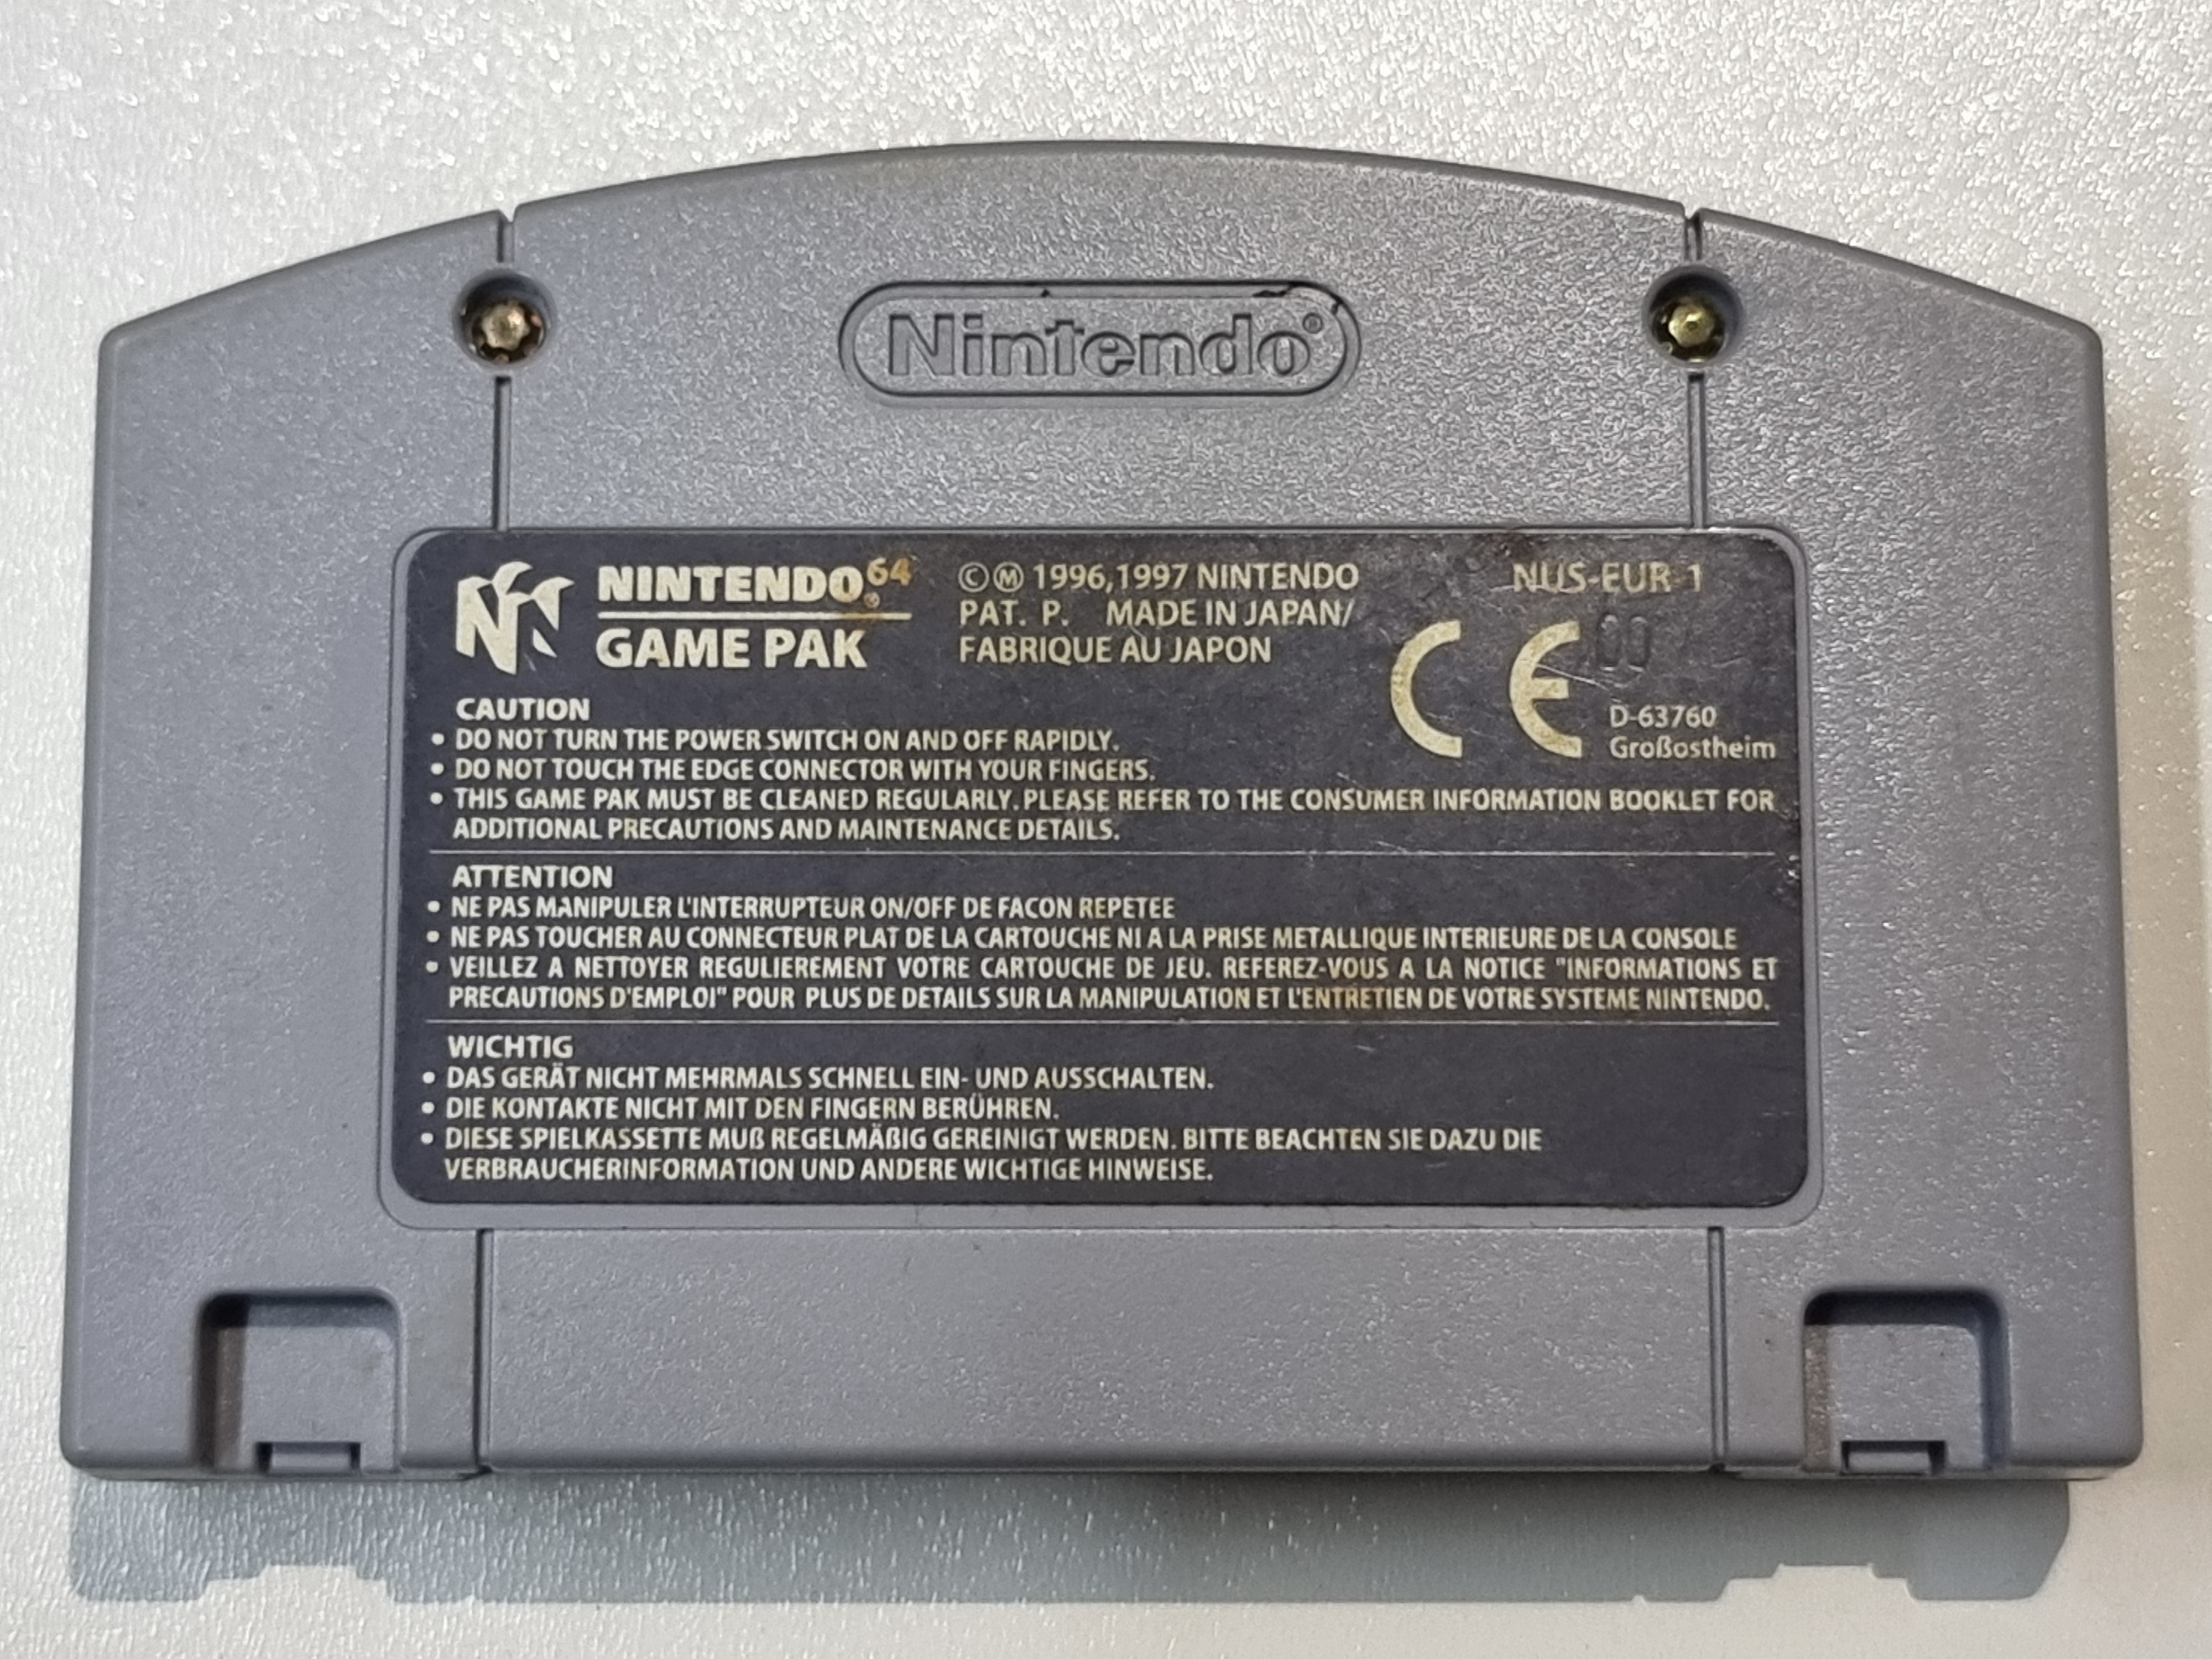 Nintendo®
NINTENDO⁶⁴®
GAME PAK
©Ⓜ 1996,1997 NINTENDO
PAT. P. MADE IN JAPAN/
FABRIQUE AU JAPON
NUS-EUR-1
CE
00
D-63760
Großostheim
CAUTION
• DO NOT TURN THE POWER SWITCH ON AND OFF RAPIDLY.
• DO NOT TOUCH THE EDGE CONNECTOR WITH YOUR FINGERS.
• THIS GAME PAK MUST BE CLEANED REGULARLY. PLEASE REFER TO THE CONSUMER INFORMATION BOOKLET FOR
ADDITIONAL PRECAUTIONS AND MAINTENANCE DETAILS.
ATTENTION
• NE PAS MANIPULER L'INTERRUPTEUR ON/OFF DE FACON REPETEE
• NE PAS TOUCHER AU CONNECTEUR PLAT DE LA CARTOUCHE NI A LA PRISE METALLIQUE INTERIEURE DE LA CONSOLE
• VEILLEZ A NETTOYER REGULIEREMENT VOTRE CARTOUCHE DE JEU. REFEREZ-VOUS A LA NOTICE "INFORMATIONS ET
PRECAUTIONS D'EMPLOI" POUR PLUS DE DETAILS SUR LA MANIPULATION ET L'ENTRETIEN DE VOTRE SYSTEME NINTENDO.
WICHTIG
• DAS GERÄT NICHT MEHRMALS SCHNELL EIN- UND AUSSCHALTEN.
• DIE KONTAKTE NICHT MIT DEN FINGERN BERÜHREN.
• DIESE SPIELKASSETTE MUß REGELMÄßIG GEREINIGT WERDEN. BITTE BEACHTEN SIE DAZU DIE
VERBRAUCHERINFORMATION UND ANDERE WICHTIGE HINWEISE.